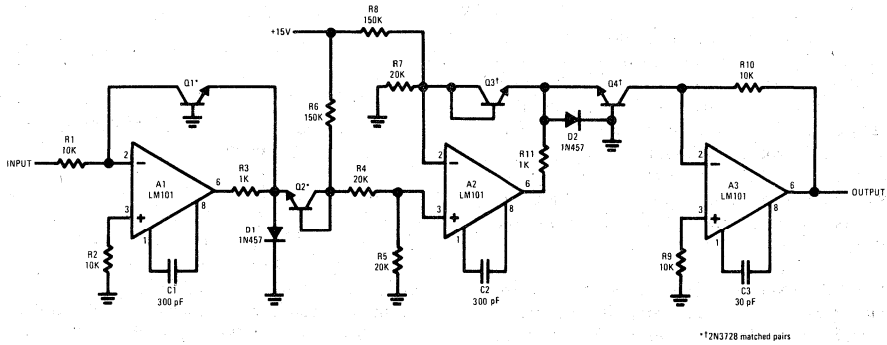 R8
150K
+15V
R7
20K
Q1*
Q3†
Q4†
R10
10K
R6
150K
R1
10K
D2
1N457
INPUT
2
A1
LM101
6
R3
1K
Q2*
R4
20K
2
A2
LM101
6
R11
1K
2
A3
LM101
6
OUTPUT
3
8
1
D1
1N457
3
8
1
3
8
1
R2
10K
R5
20K
R9
10K
C1
300 pF
C2
300 pF
C3
30 pF
*†2N3728 matched pairs